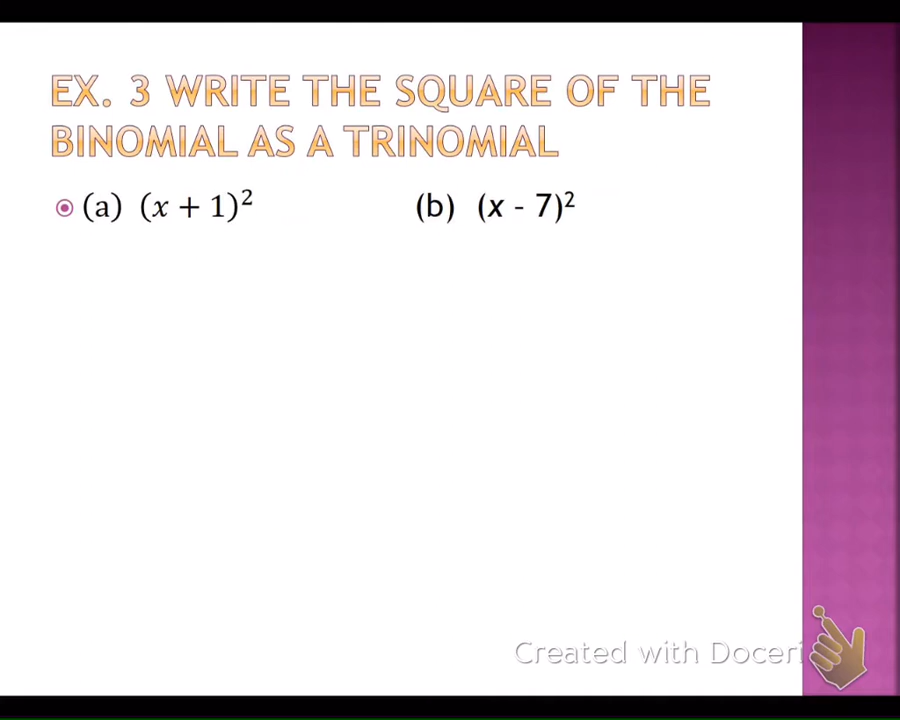 EX. 3 WRITE THE SQUARE OF THE
BINOMIAL AS A TRINOMIAL
(a) (x + 1)² (b) (x - 7)²
Created with Doceri